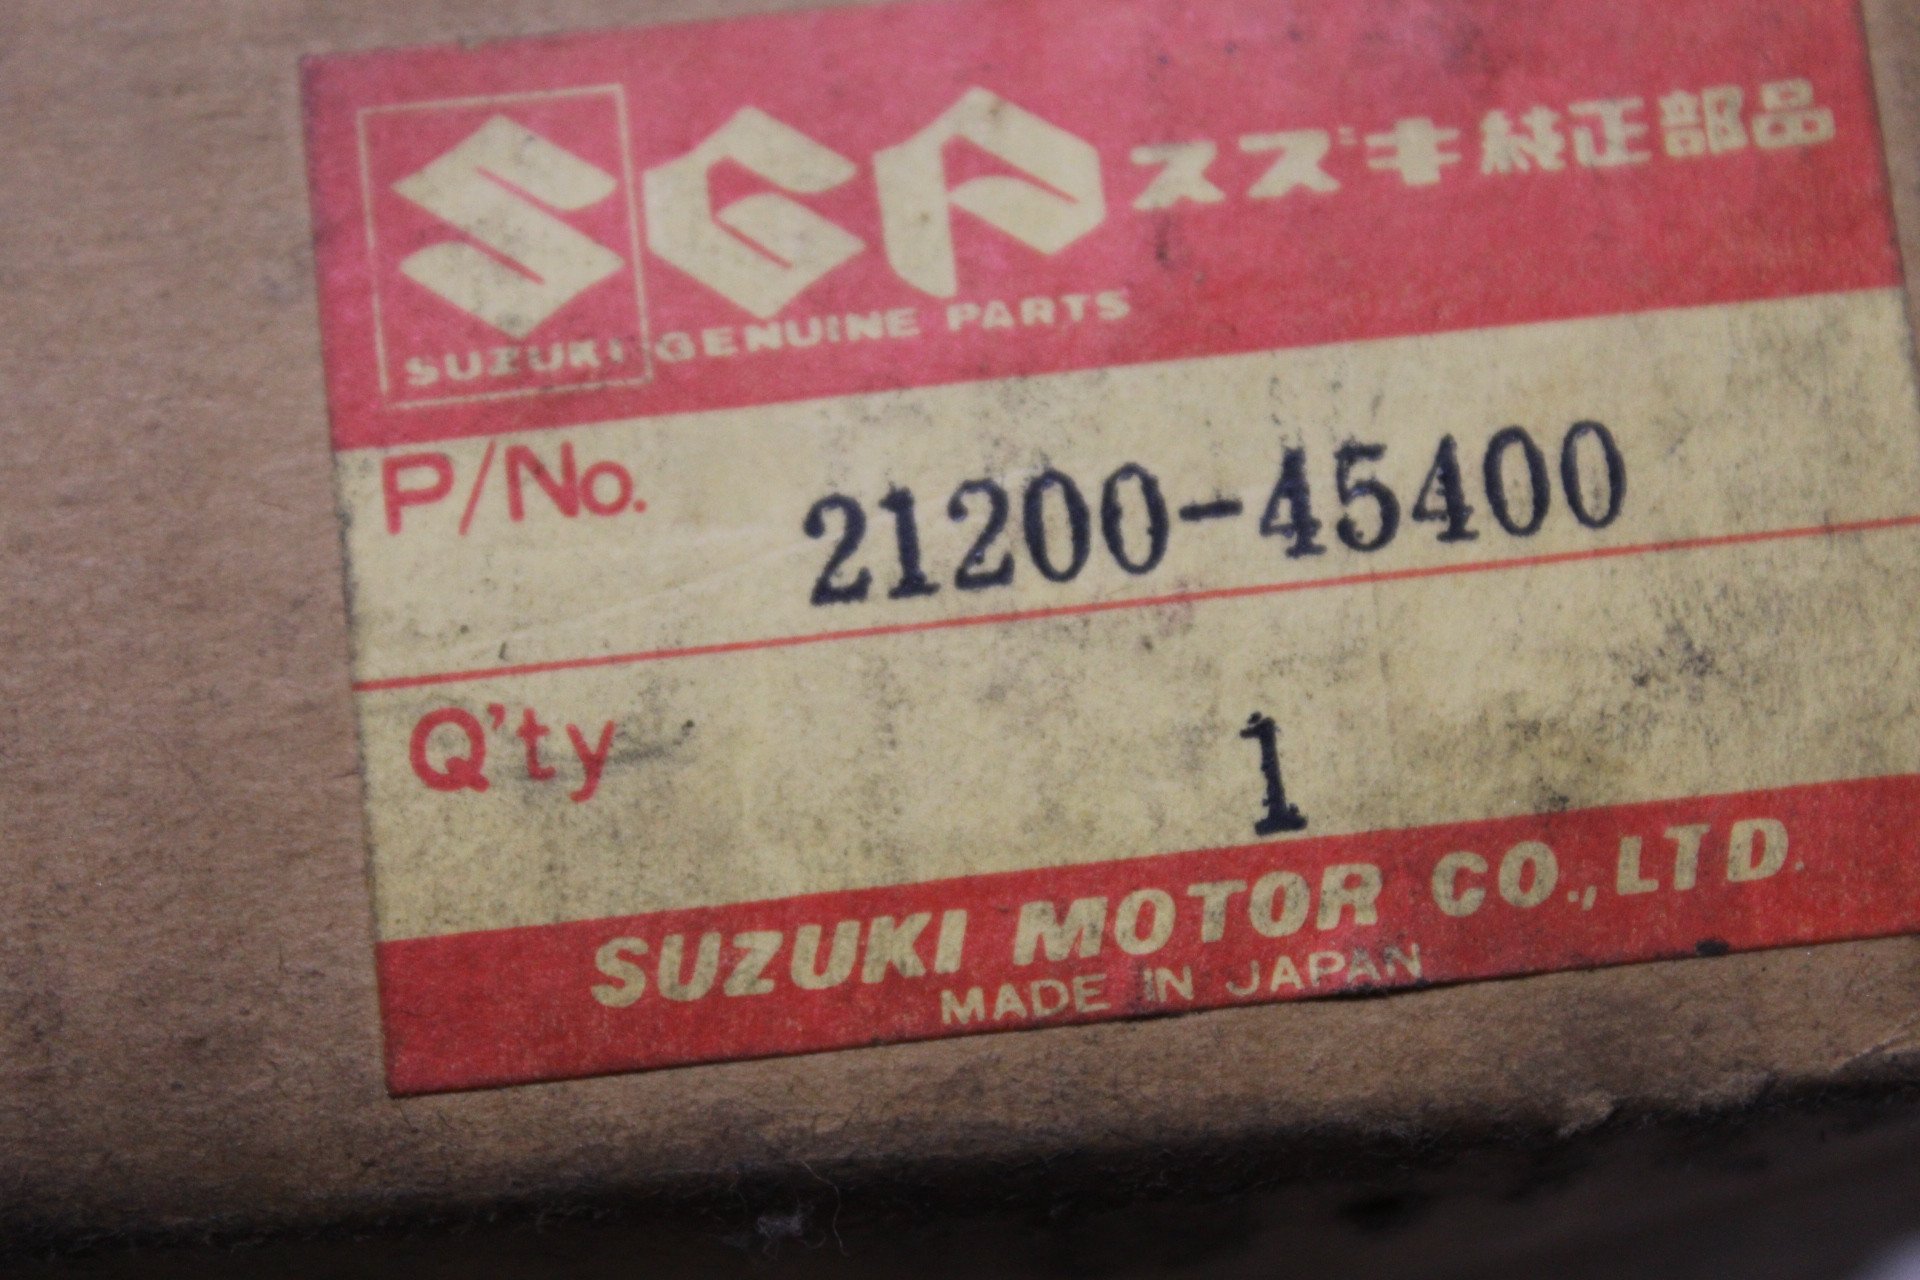 SGP スズキ純正部品
SUZUKI GENUINE PARTS
P/No. 21200-45400
Q'ty 1
SUZUKI MOTOR CO.,LTD.
MADE IN JAPAN